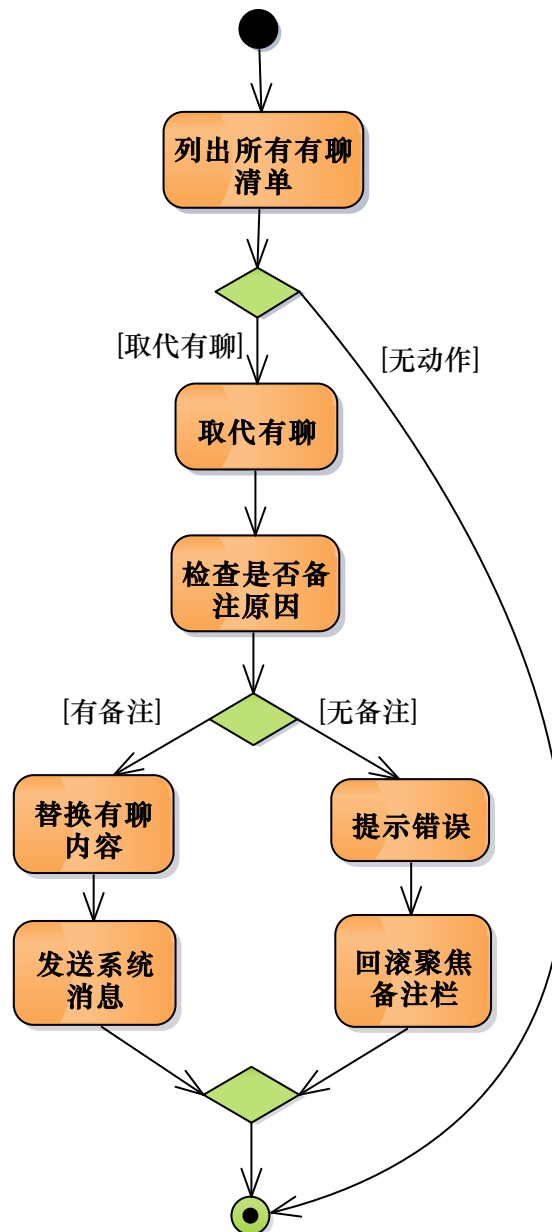 列出所有有聊
清单
[取代有聊]
[无动作]
取代有聊
检查是否备
注原因
[有备注]
[无备注]
替换有聊
内容
提示错误
发送系统
消息
回滚聚焦
备注栏